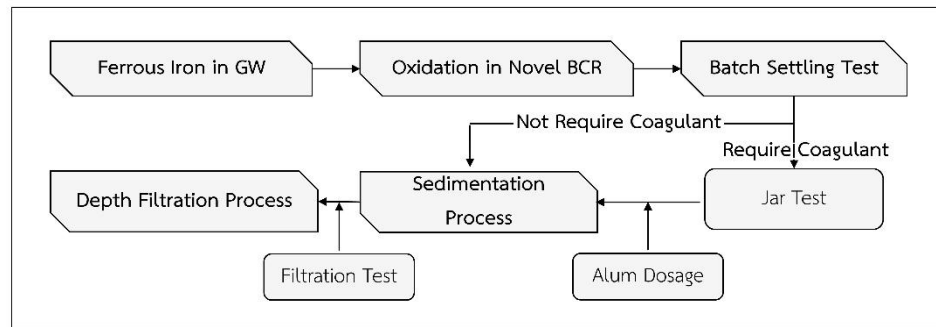 Ferrous Iron in GW
Oxidation in Novel BCR
Batch Settling Test
Not Require Coagulant
Require Coagulant
Depth Filtration Process
Sedimentation
Process
Jar Test
Filtration Test
Alum Dosage